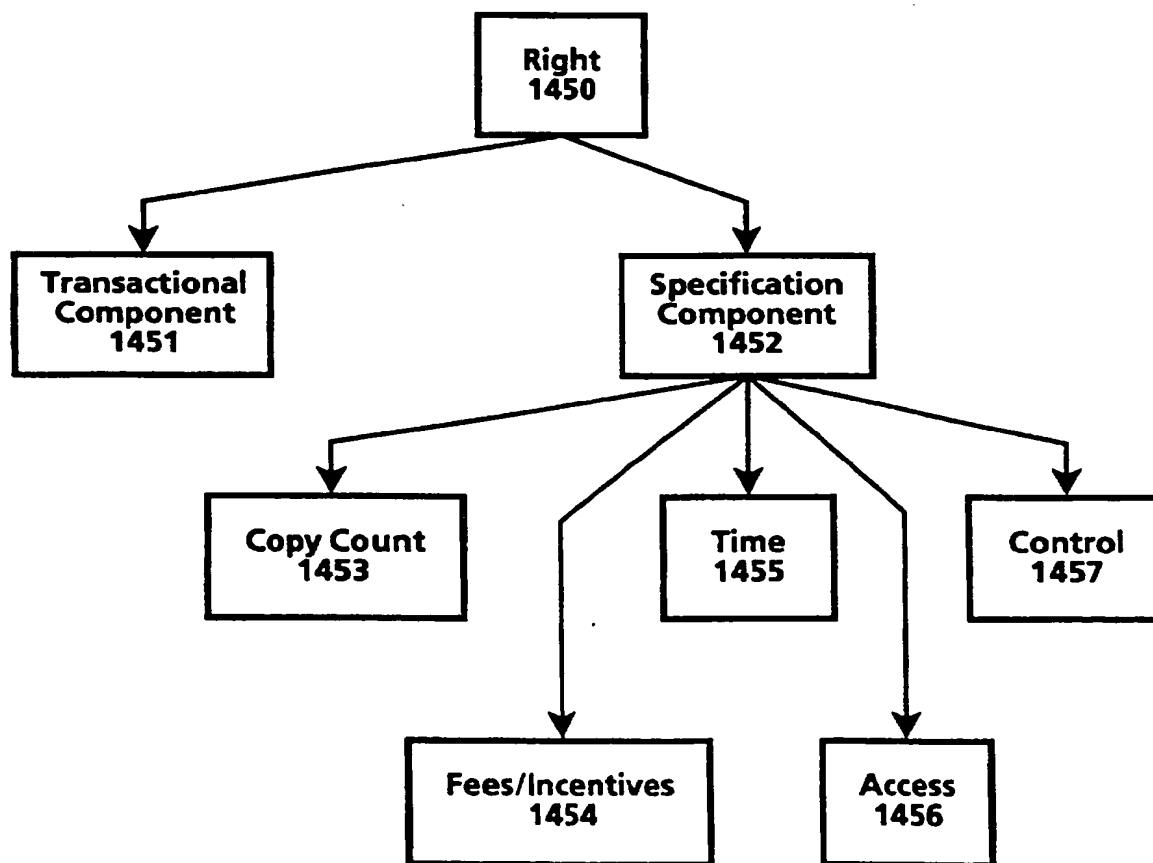 Right
1450
Transactional
Component
1451
Specification
Component
1452
Copy Count
1453
Time
1455
Control
1457
Fees/Incentives
1454
Access
1456